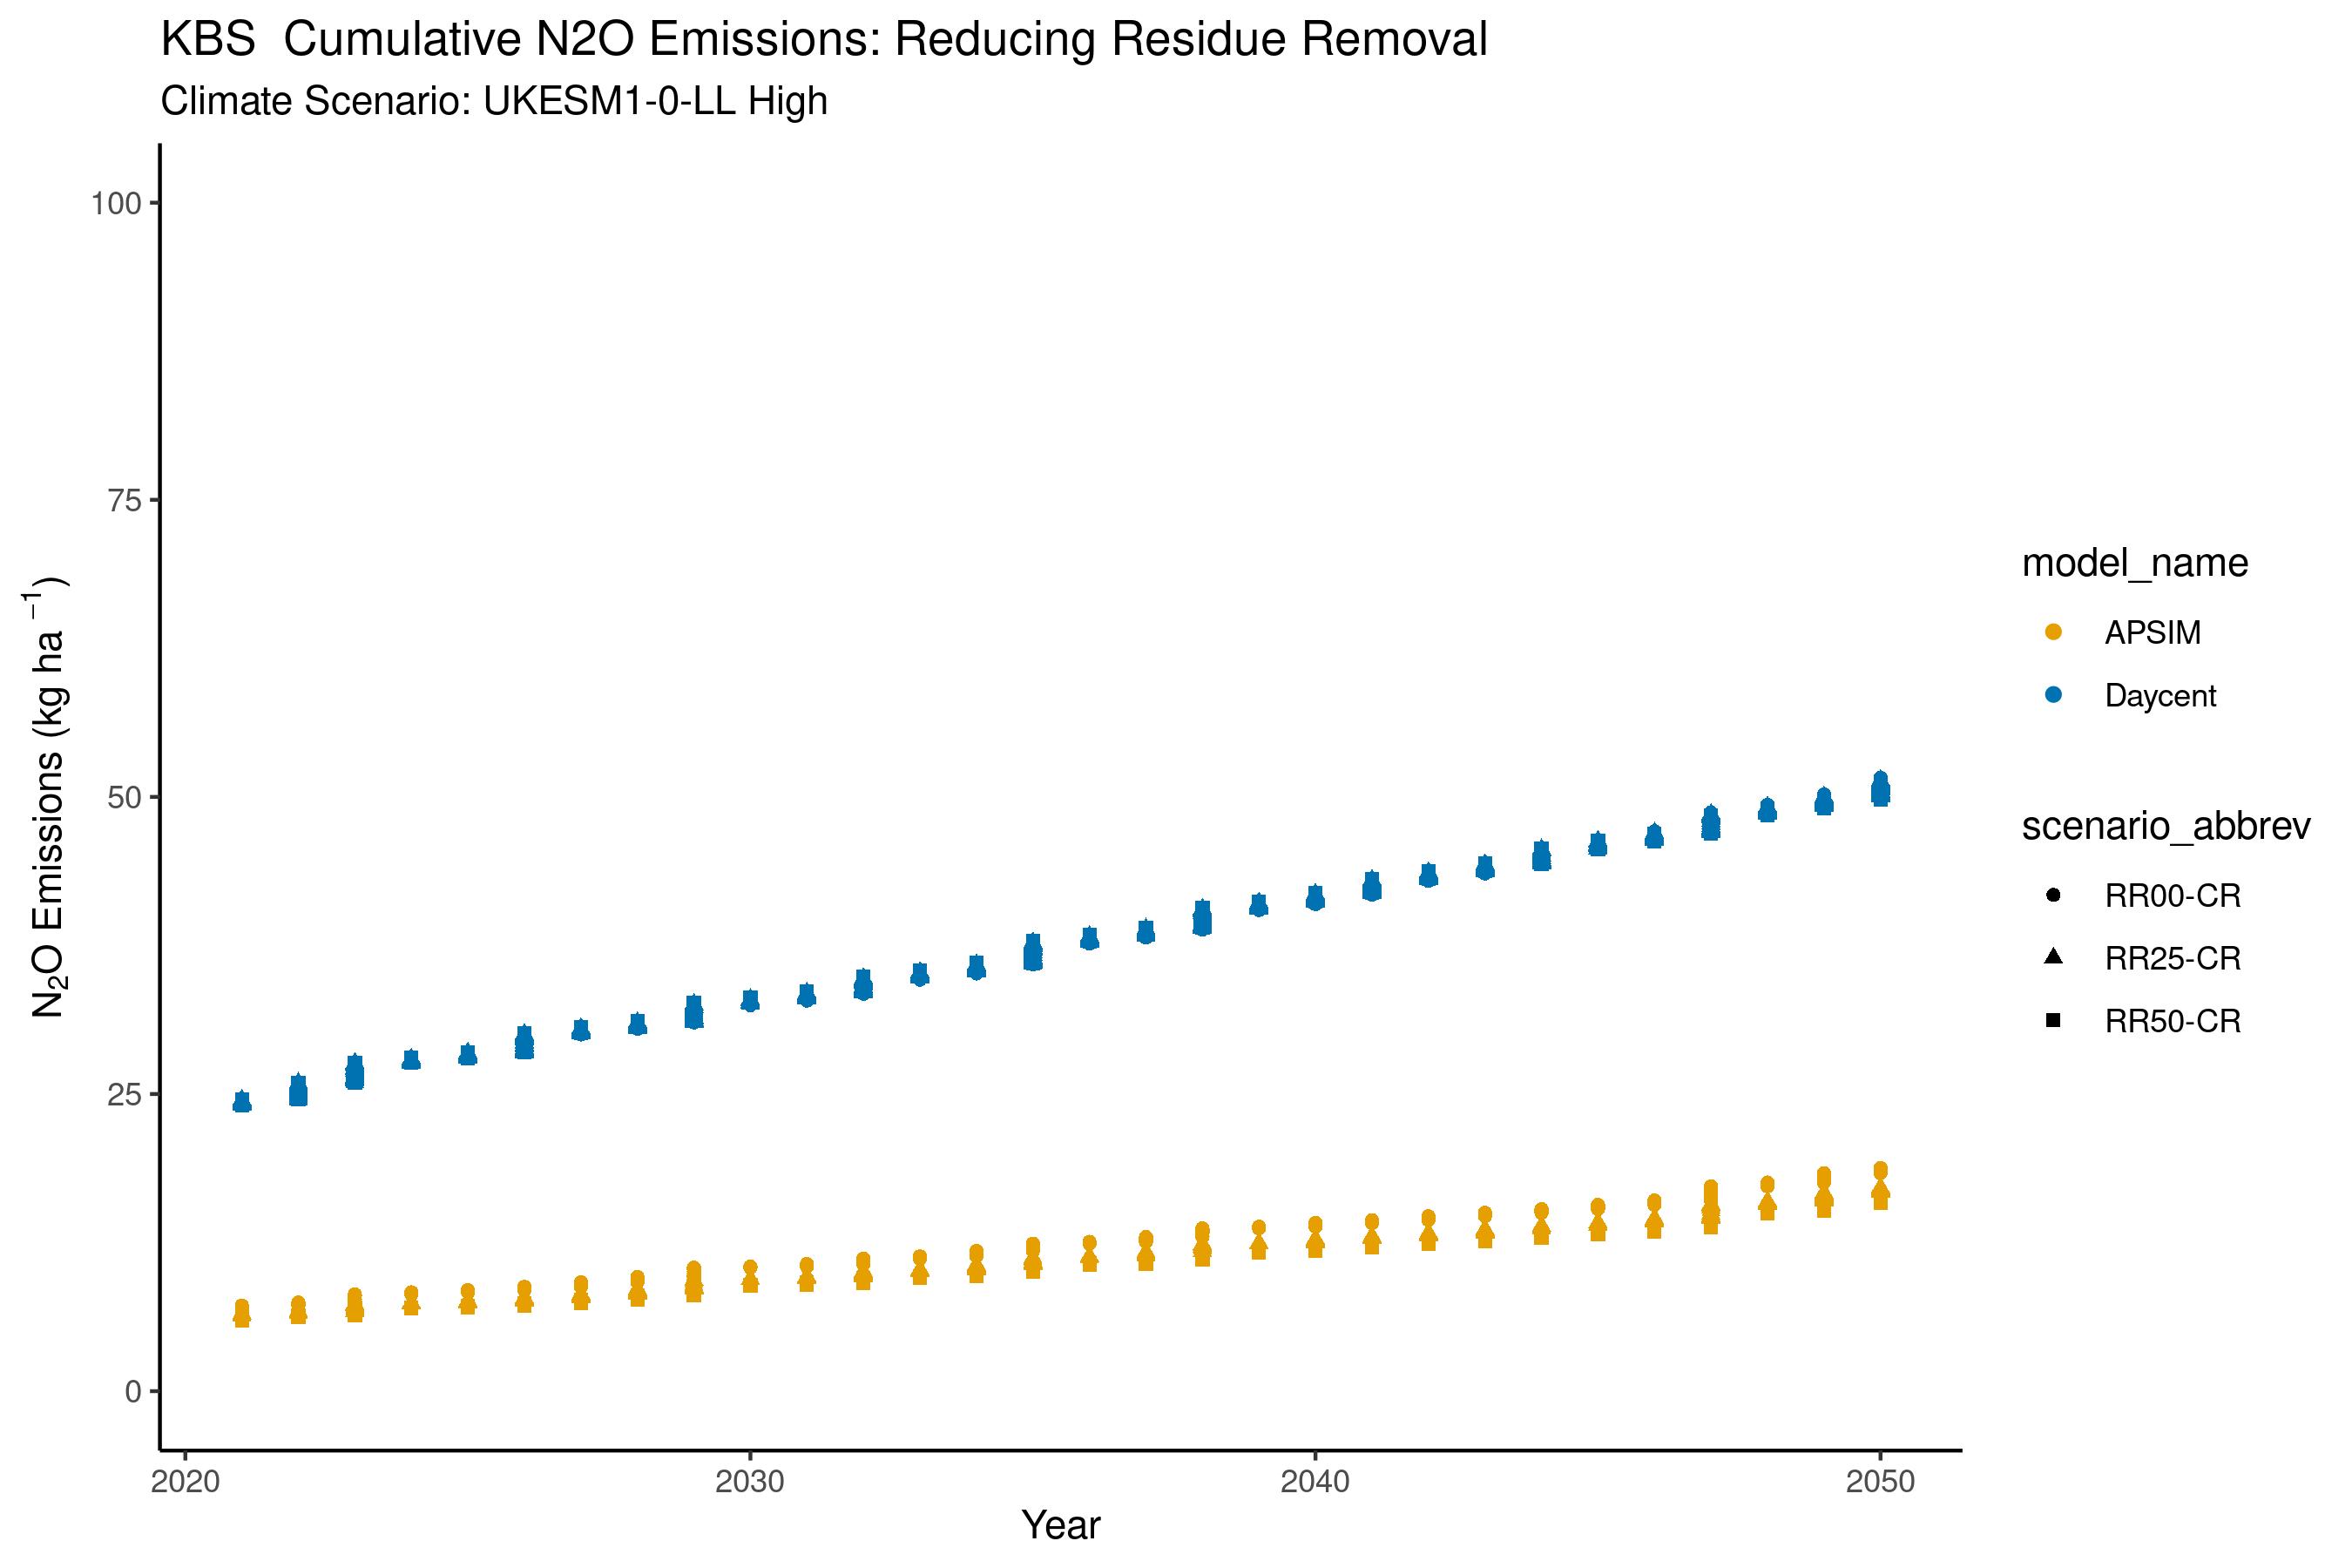 KBS  Cumulative N2O Emissions: Reducing Residue Removal
Climate Scenario: UKESM1-0-LL High
N₂O Emissions (kg ha⁻¹)
100
75
50
25
0
2020
2030
2040
2050
Year
model_name
APSIM
Daycent
scenario_abbrev
RR00-CR
RR25-CR
RR50-CR